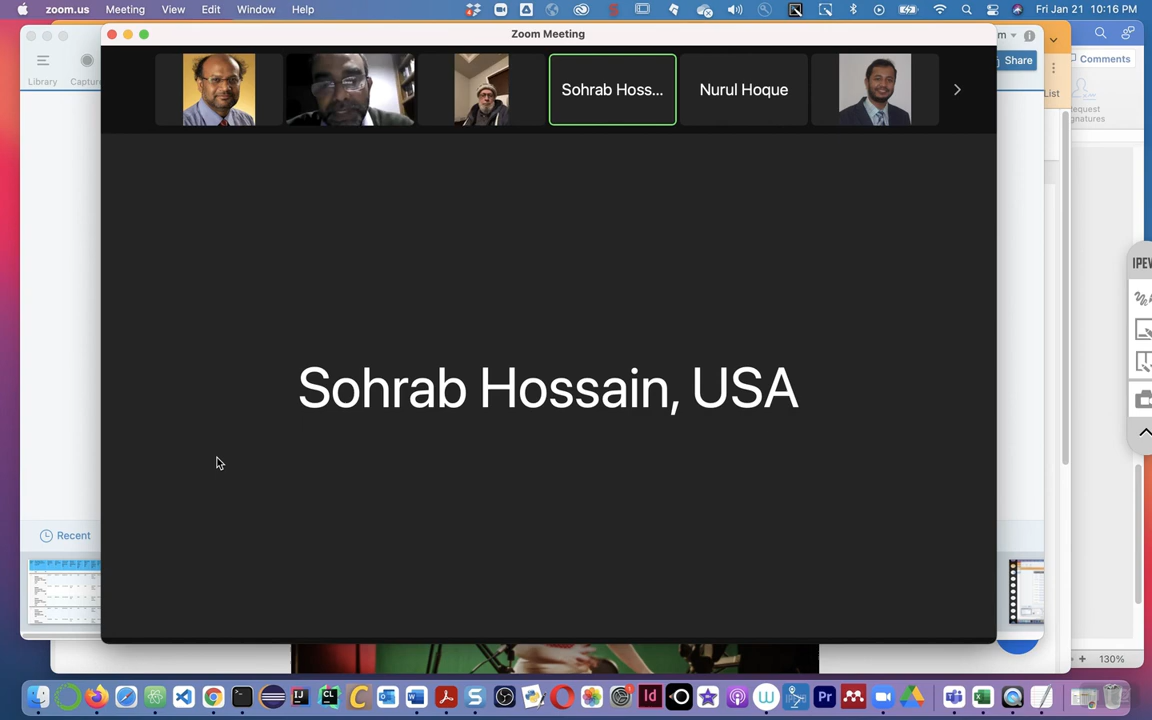 zoom.us Meeting View Edit Window Help Fri Jan 21 10:16 PM
Zoom Meeting
Library
Share
Comments
List
Sohrab Hoss...
Nurul Hoque
Sohrab Hossain, USA
Recent
130%